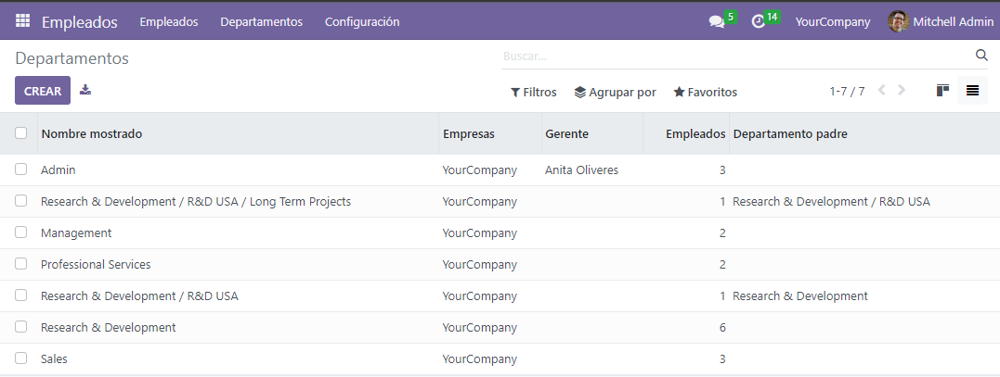 Empleados Empleados Departamentos Configuración 5 14 YourCompany Mitchell Admin
Departamentos Buscar...
CREAR Filtros Agrupar por Favoritos 1-7 / 7
Nombre mostrado Empresas Gerente Empleados Departamento padre
Admin YourCompany Anita Oliveres 3
Research & Development / R&D USA / Long Term Projects YourCompany 1 Research & Development / R&D USA
Management YourCompany 2
Professional Services YourCompany 2
Research & Development / R&D USA YourCompany 1 Research & Development
Research & Development YourCompany 6
Sales YourCompany 3